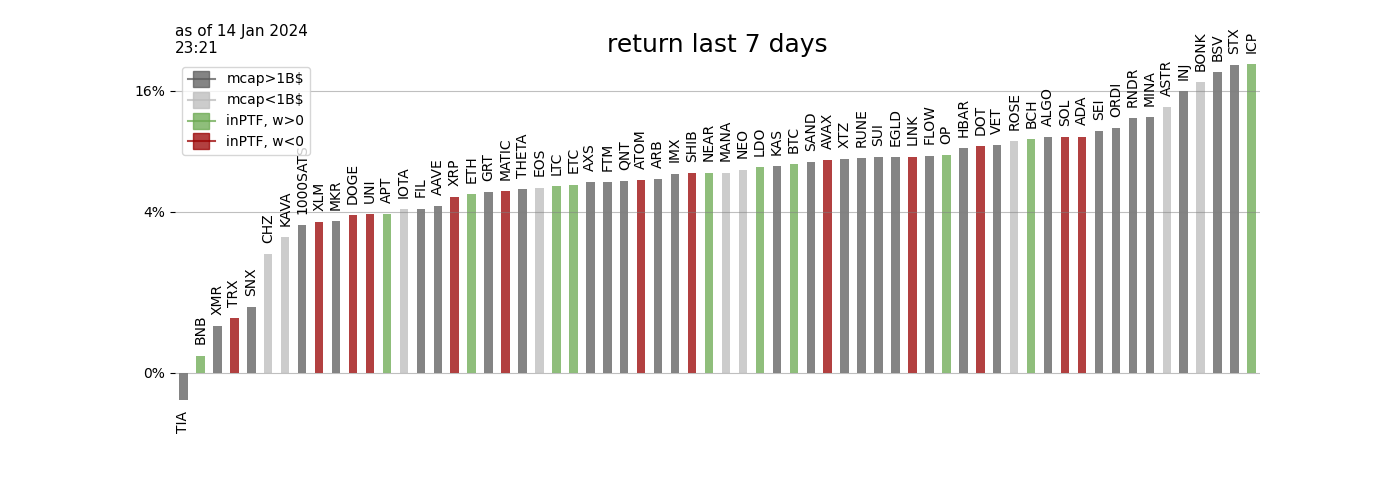 as of 14 Jan 2024
23:21
return last 7 days
mcap>1B$
mcap<1B$
inPTF, w>0
inPTF, w<0
16%
4%
0%
TIA
BNB
XMR
TRX
SNX
CHZ
KAVA
1000SATS
XLM
MKR
DOGE
UNI
APT
IOTA
FIL
AAVE
XRP
ETH
GRT
MATIC
THETA
EOS
LTC
ETC
AXS
FTM
QNT
ATOM
ARB
IMX
SHIB
NEAR
MANA
NEO
LDO
KAS
BTC
SAND
AVAX
XTZ
RUNE
SUI
EGLD
LINK
FLOW
OP
HBAR
DOT
VET
ROSE
BCH
ALGO
SOL
ADA
SEI
ORDI
RNDR
MINA
ASTR
INJ
BONK
BSV
STX
ICP